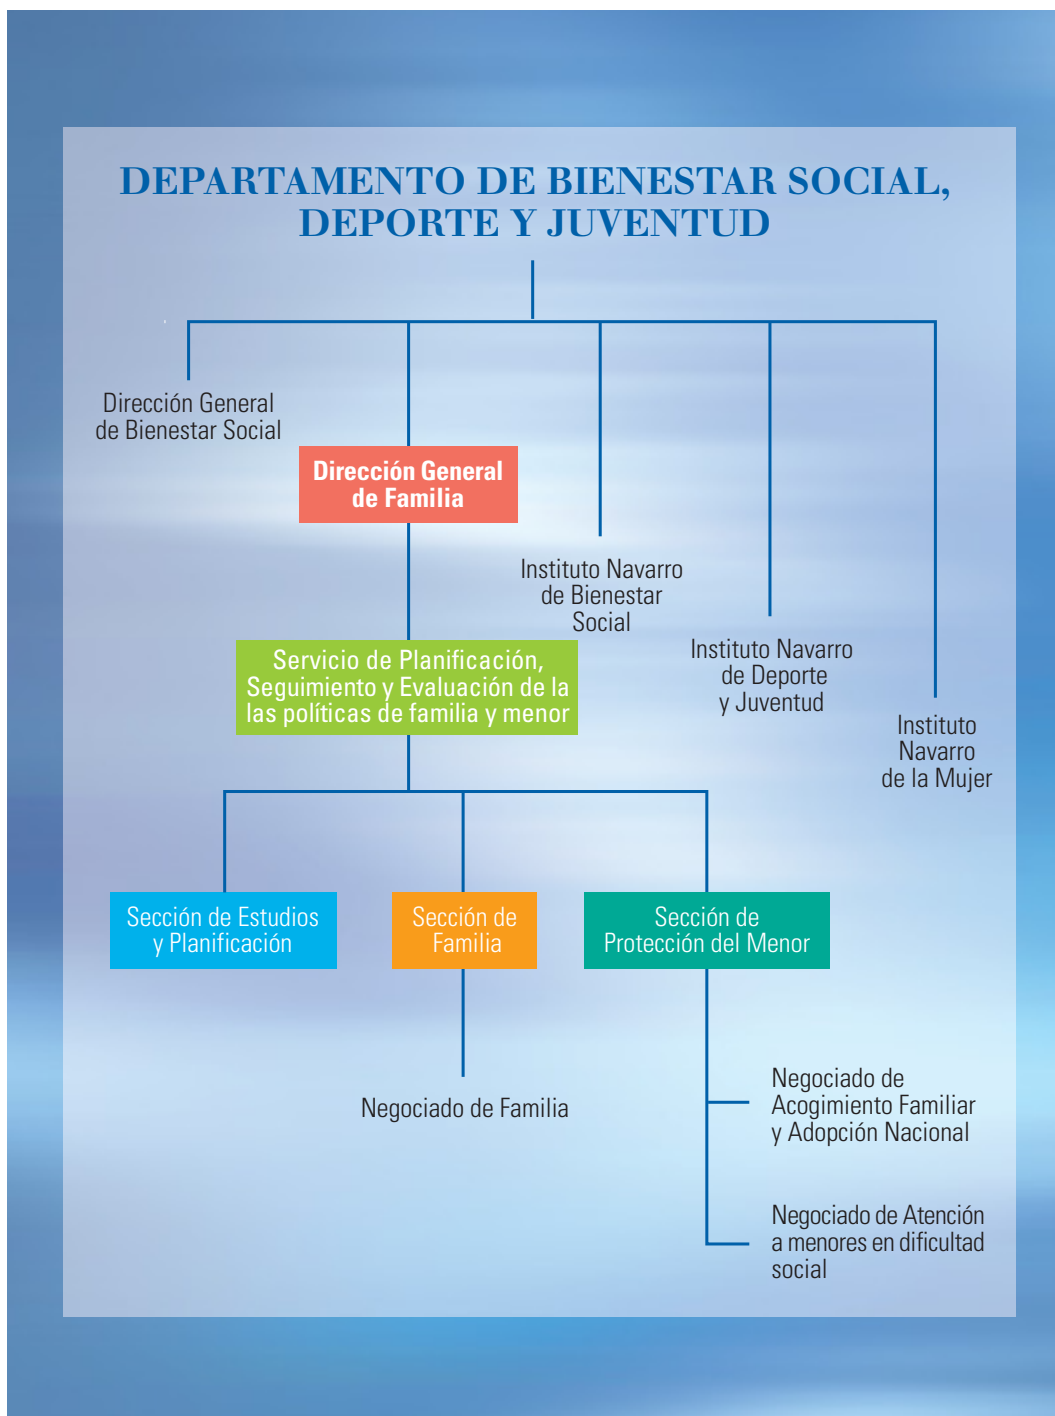 DEPARTAMENTO DE BIENESTAR SOCIAL,
DEPORTE Y JUVENTUD
Dirección General
de Bienestar Social
Dirección General
de Familia
Instituto Navarro
de Bienestar
Social
Servicio de Planificación,
Seguimiento y Evaluación de la
las políticas de familia y menor
Instituto Navarro
de Deporte
y Juventud
Instituto
Navarro
de la Mujer
Sección de Estudios
y Planificación
Sección de
Familia
Sección de
Protección del Menor
Negociado de Familia
Negociado de
Acogimiento Familiar
y Adopción Nacional
Negociado de Atención
a menores en dificultad
social